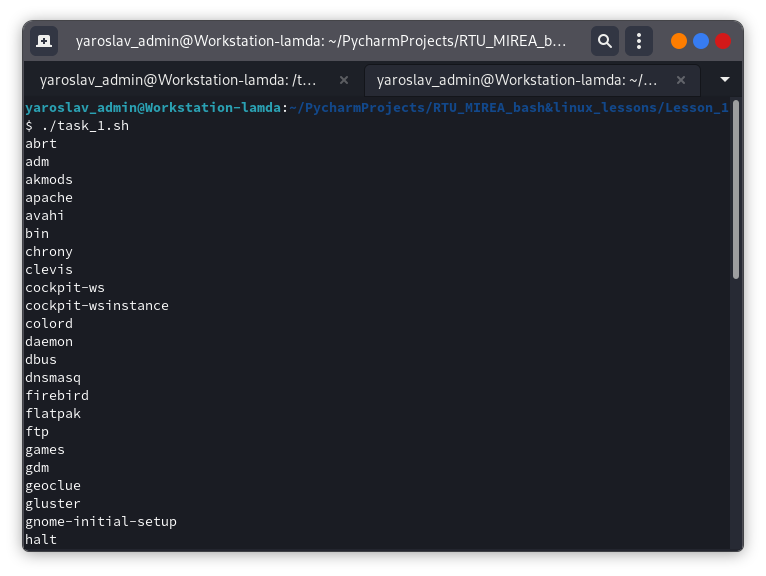 yaroslav_admin@Workstation-lamda: ~/PycharmProjects/RTU_MIREA_b...
yaroslav_admin@Workstation-lamda: /t...
yaroslav_admin@Workstation-lamda: ~/...
yaroslav_admin@Workstation-lamda:~/PycharmProjects/RTU_MIREA_bash&linux_lessons/Lesson_1
$ ./task_1.sh
abrt
adm
akmods
apache
avahi
bin
chrony
clevis
cockpit-ws
cockpit-wsinstance
colord
daemon
dbus
dnsmasq
firebird
flatpak
ftp
games
gdm
geoclue
gluster
gnome-initial-setup
halt